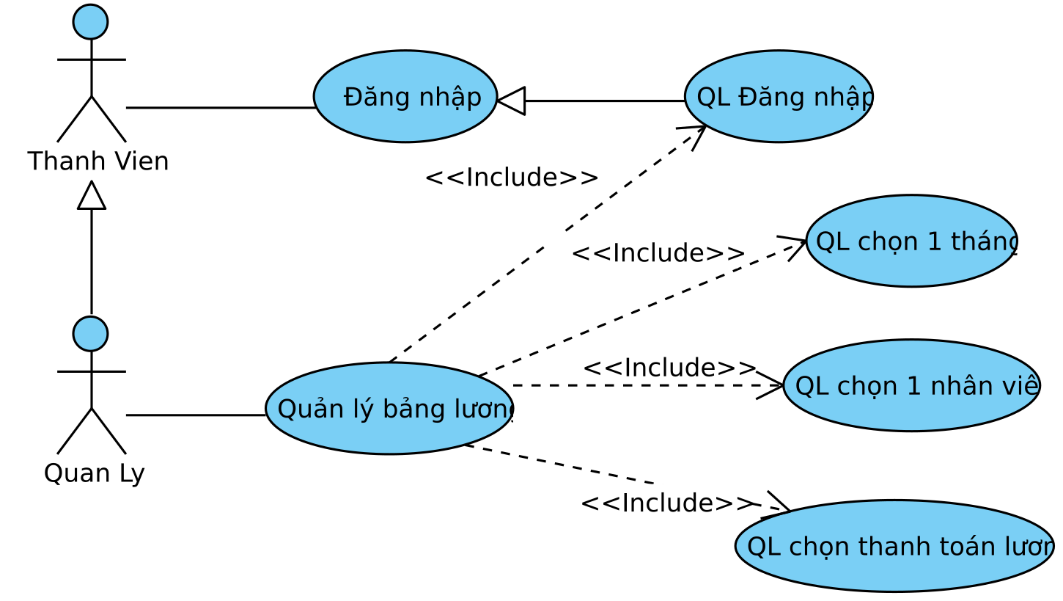 Đăng nhập
QL Đăng nhập
Thanh Vien
<<Include>>
QL chọn 1 tháng
<<Include>>
<<Include>>
QL chọn 1 nhân viê
Quản lý bảng lương
Quan Ly
<<Include>>
QL chọn thanh toán lươn